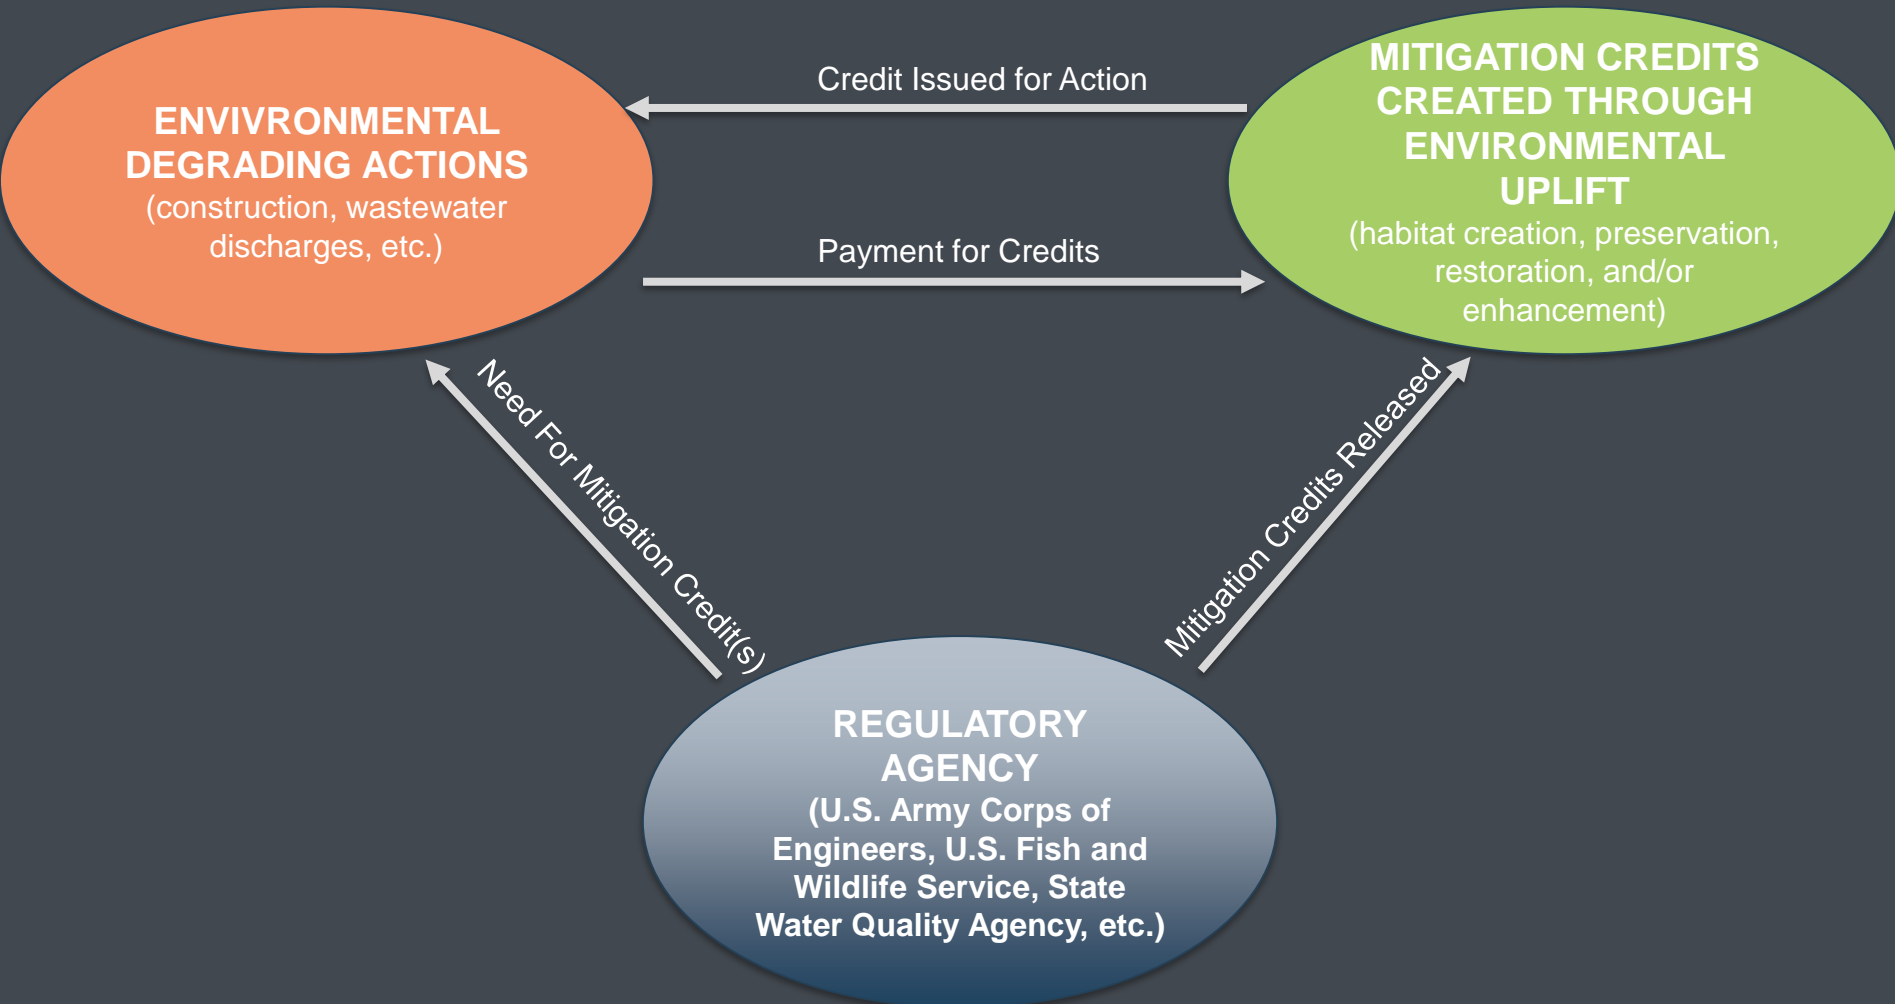 ENVIVRONMENTAL
DEGRADING ACTIONS
(construction, wastewater
discharges, etc.)
Credit Issued for Action
Payment for Credits
MITIGATION CREDITS
CREATED THROUGH
ENVIRONMENTAL
UPLIFT
(habitat creation, preservation,
restoration, and/or
enhancement)
Need For Mitigation Credit(s)
Mitigation Credits Released
REGULATORY
AGENCY
(U.S. Army Corps of
Engineers, U.S. Fish and
Wildlife Service, State
Water Quality Agency, etc.)